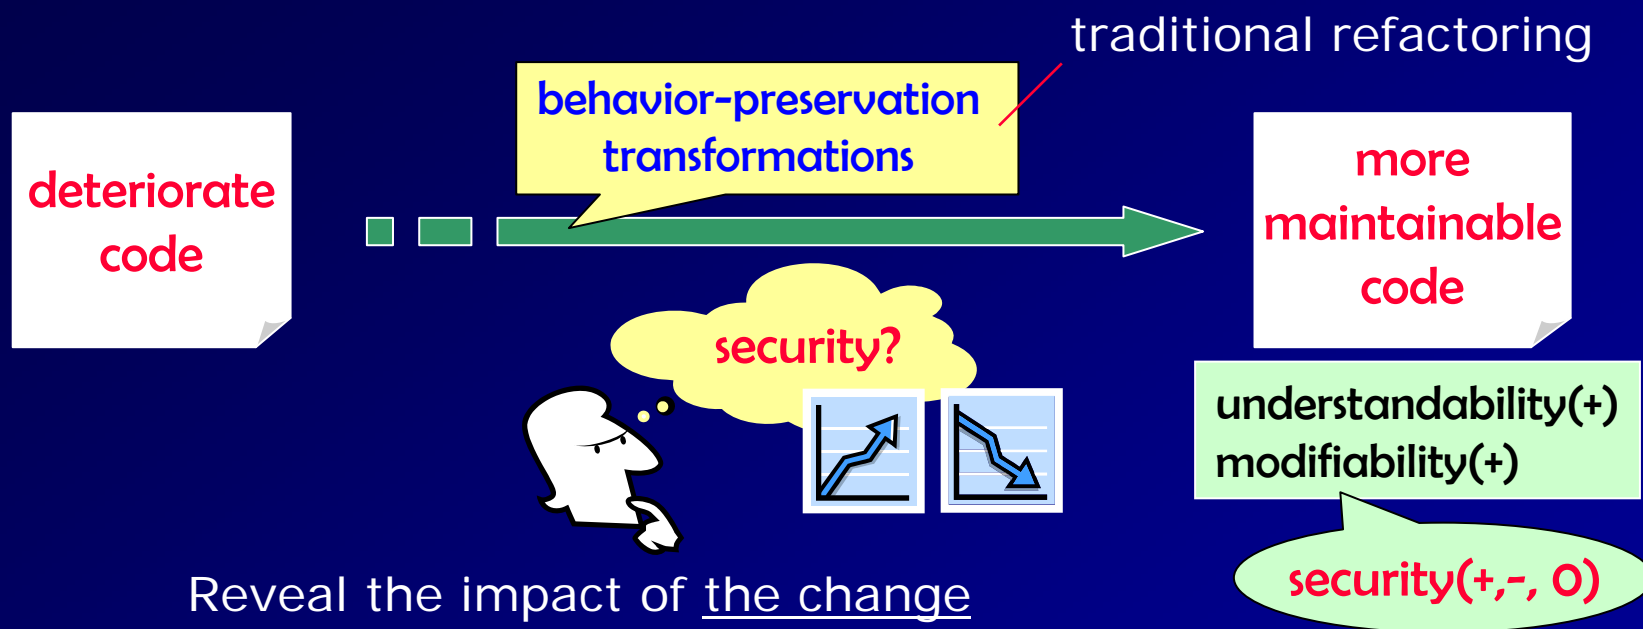 traditional refactoring
behavior-preservation
transformations
deteriorate
code
more
maintainable
code
security?
understandability(+)
modifiability(+)
security(+,-, 0)
Reveal the impact of the change